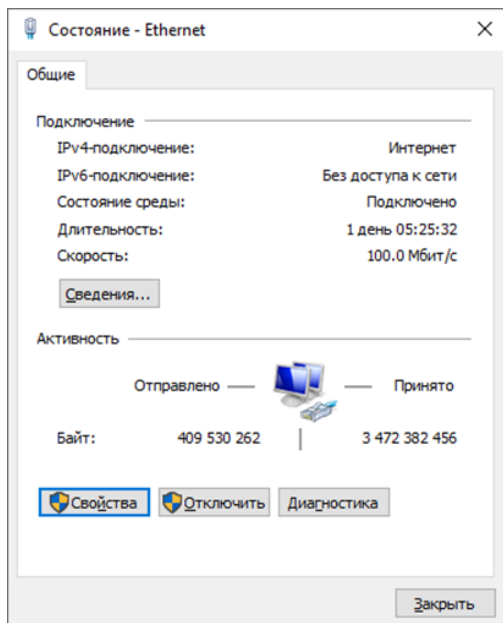 Состояние - Ethernet
Общие
Подключение
IPv4-подключение: Интернет
IPv6-подключение: Без доступа к сети
Состояние среды: Подключено
Длительность: 1 день 05:25:32
Скорость: 100.0 Мбит/с
Сведения...
Активность
Отправлено — Принято
Байт: 409 530 262 3 472 382 456
Свойства Отключить Диагностика
Закрыть